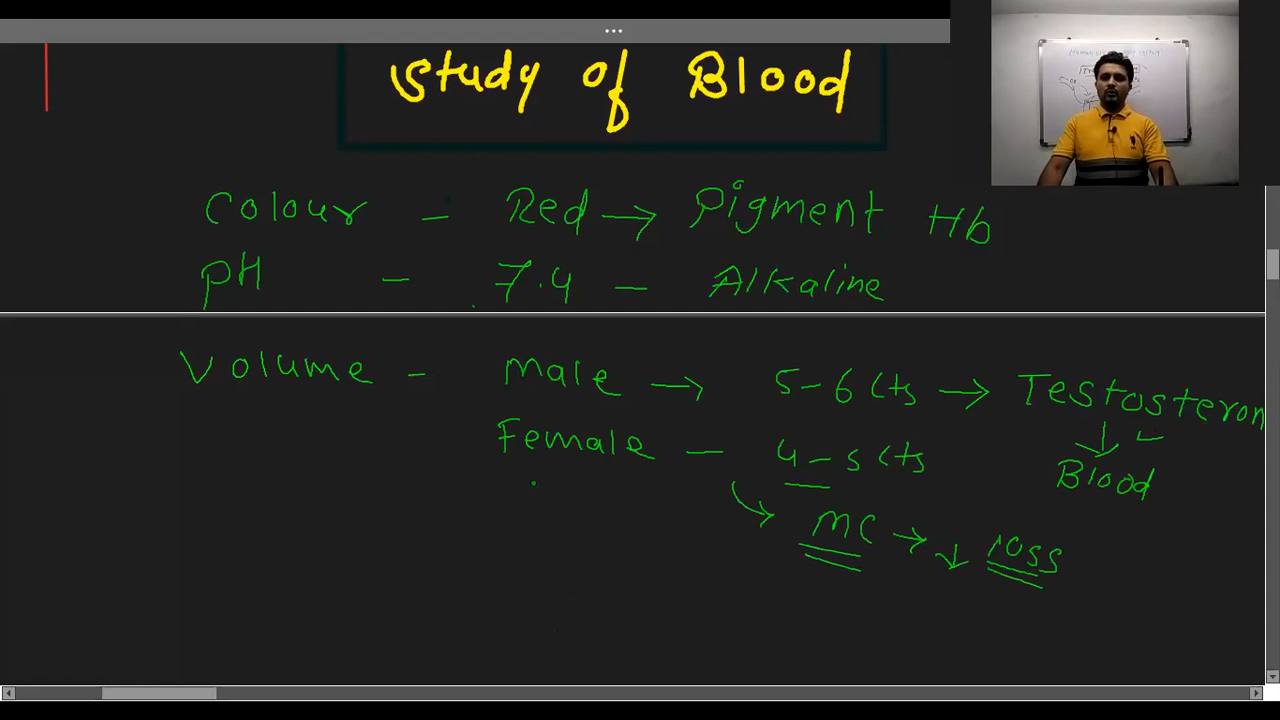 Study of Blood
Colour - Red → Pigment Hb
pH - 7.4 - Alkaline
Volume - Male → 5-6 Lts → Testosteron
Female - 4-5 Lts ↓ Blood
→ MC → ↓ loss